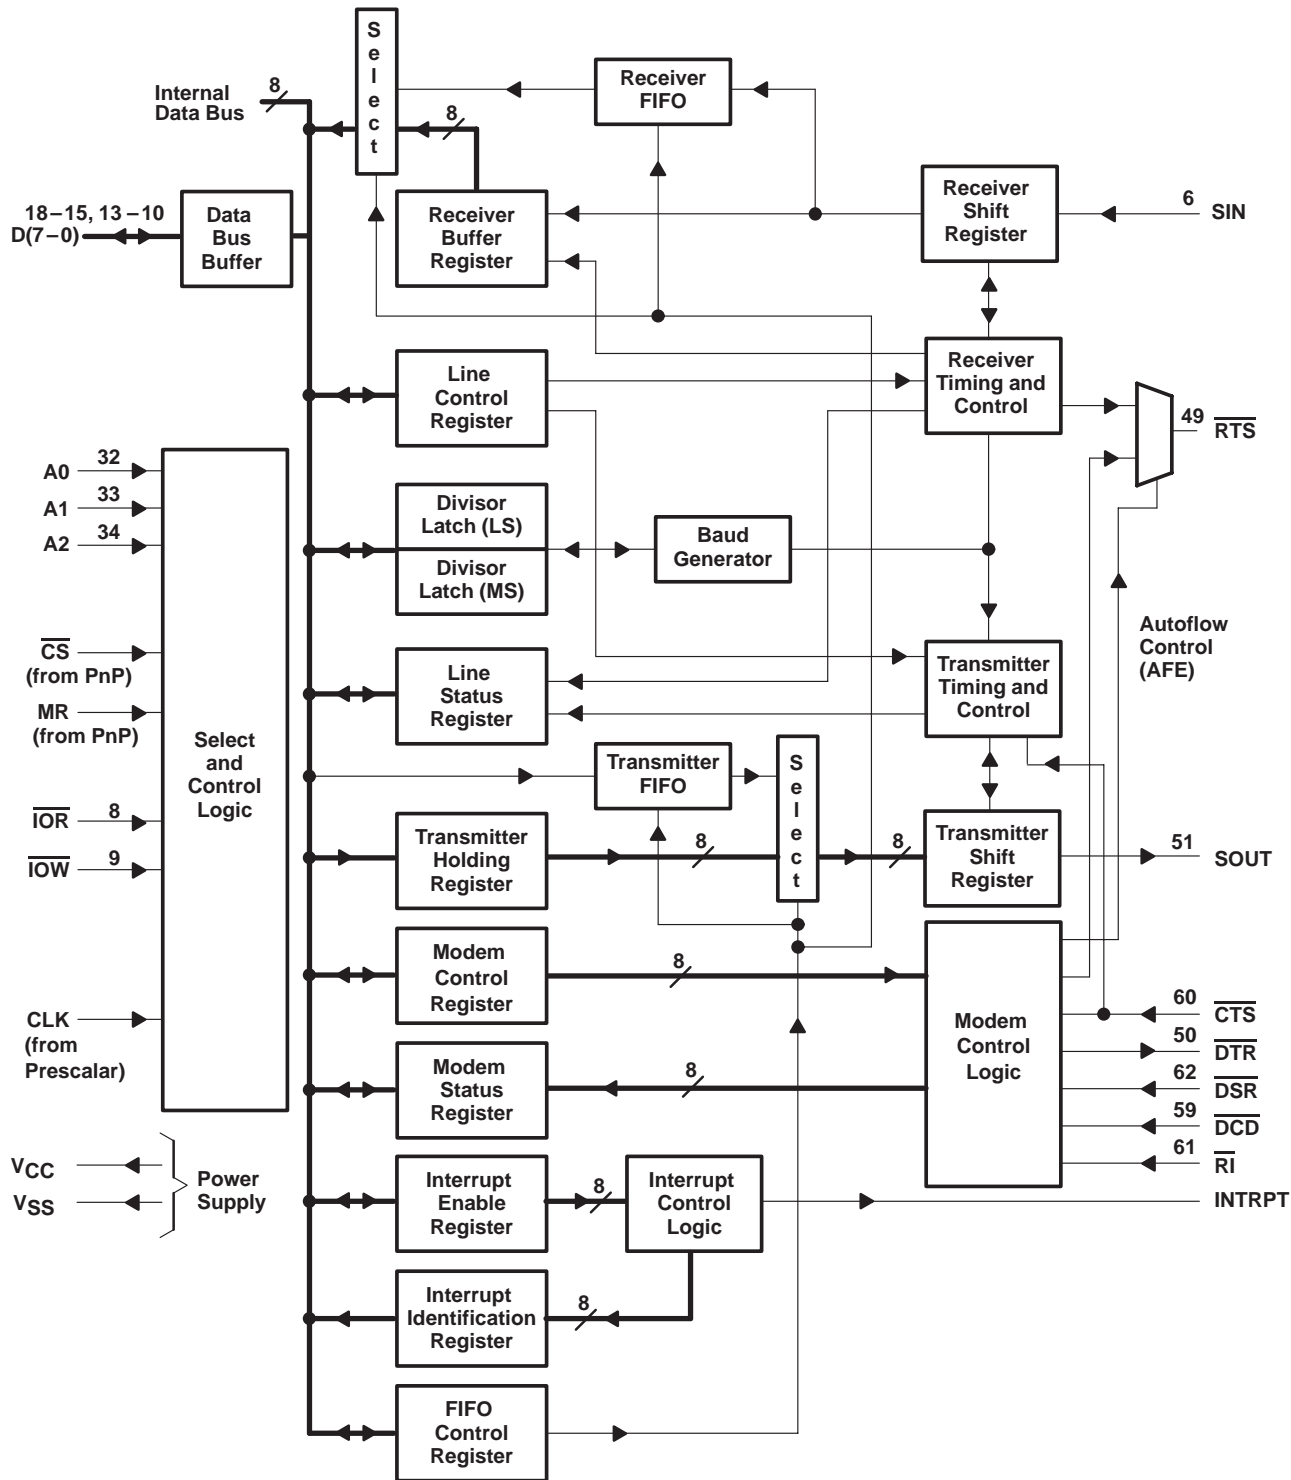 S
e
l
e
c
t
8
Internal
Data Bus
Receiver
FIFO
8
18–15, 13–10
D(7–0)
Data
Bus
Buffer
Receiver
Buffer
Register
Receiver
Shift
Register
6
SIN
Line
Control
Register
Receiver
Timing and
Control
49
RTS
A0
32
A1
33
A2
34
Divisor
Latch (LS)
Divisor
Latch (MS)
Baud
Generator
Autoflow
Control
(AFE)
CS
(from PnP)
MR
(from PnP)
Select
and
Control
Logic
IOR
8
IOW
9
CLK
(from
Prescalar)
Line
Status
Register
Transmitter
Timing and
Control
Transmitter
FIFO
S
e
l
e
c
t
Transmitter
Holding
Register
8
8
Transmitter
Shift
Register
51
SOUT
Modem
Control
Register
8
Modem
Control
Logic
60
CTS
50
DTR
62
DSR
59
DCD
61
RI
Modem
Status
Register
8
VCC
VSS
Power
Supply
Interrupt
Enable
Register
8
Interrupt
Control
Logic
INTRPT
Interrupt
Identification
Register
8
FIFO
Control
Register